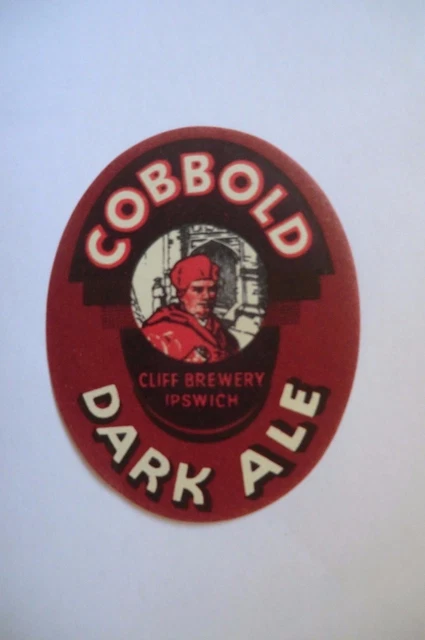 COBBOLD
CLIFF BREWERY
IPSWICH
DARK ALE